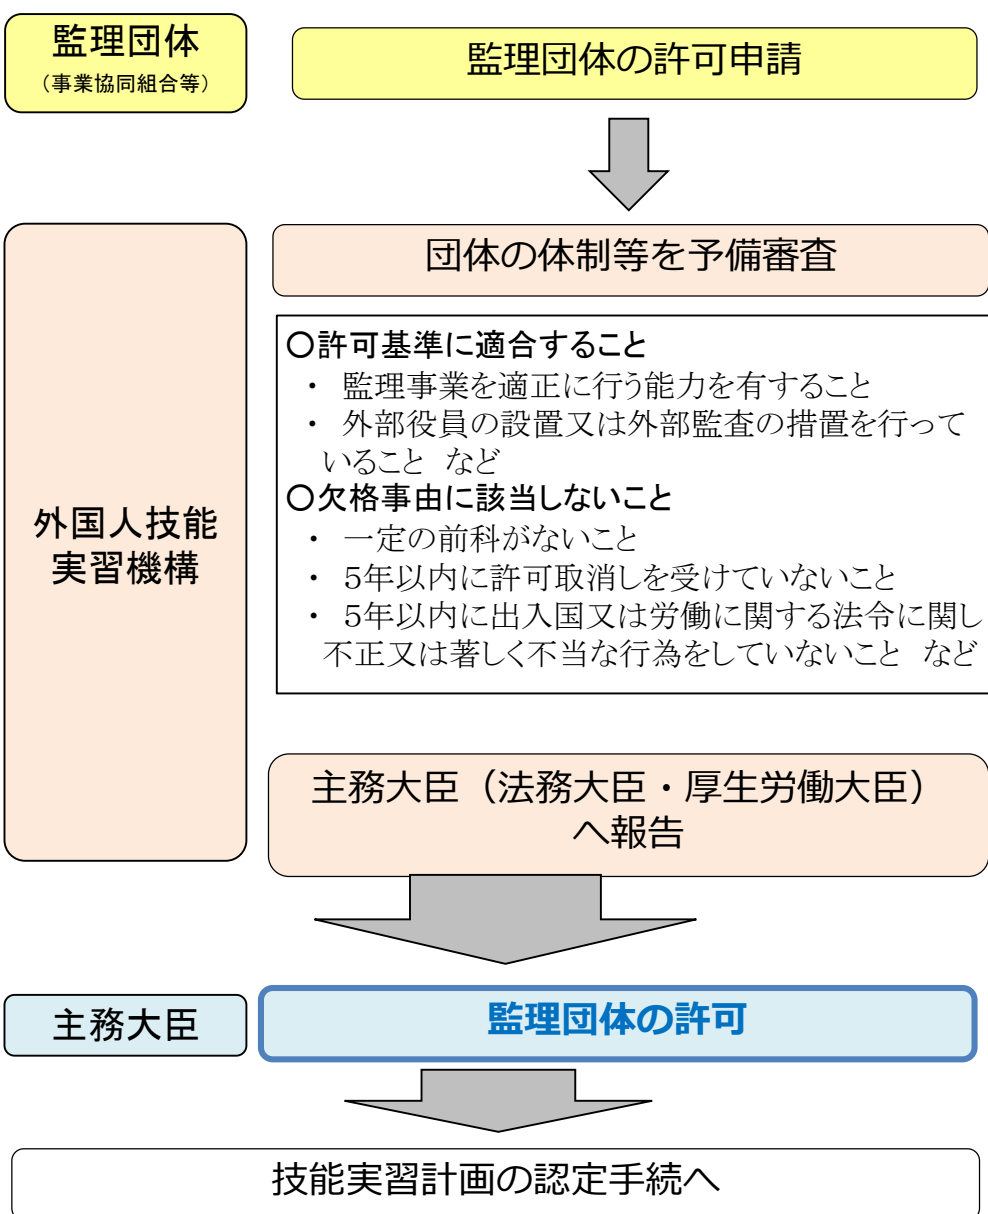 監理団体
（事業協同組合等）
監理団体の許可申請
団体の体制等を予備審査
外国人技能
実習機構
〇許可基準に適合すること
・ 監理事業を適正に行う能力を有すること
・ 外部役員の設置又は外部監査の措置を行って
いること など
〇欠格事由に該当しないこと
・ 一定の前科がないこと
・ 5年以内に許可取消しを受けていないこと
・ 5年以内に出入国又は労働に関する法令に関し
不正又は著しく不当な行為をしていないこと など
主務大臣（法務大臣・厚生労働大臣）
へ報告
主務大臣
監理団体の許可
技能実習計画の認定手続へ